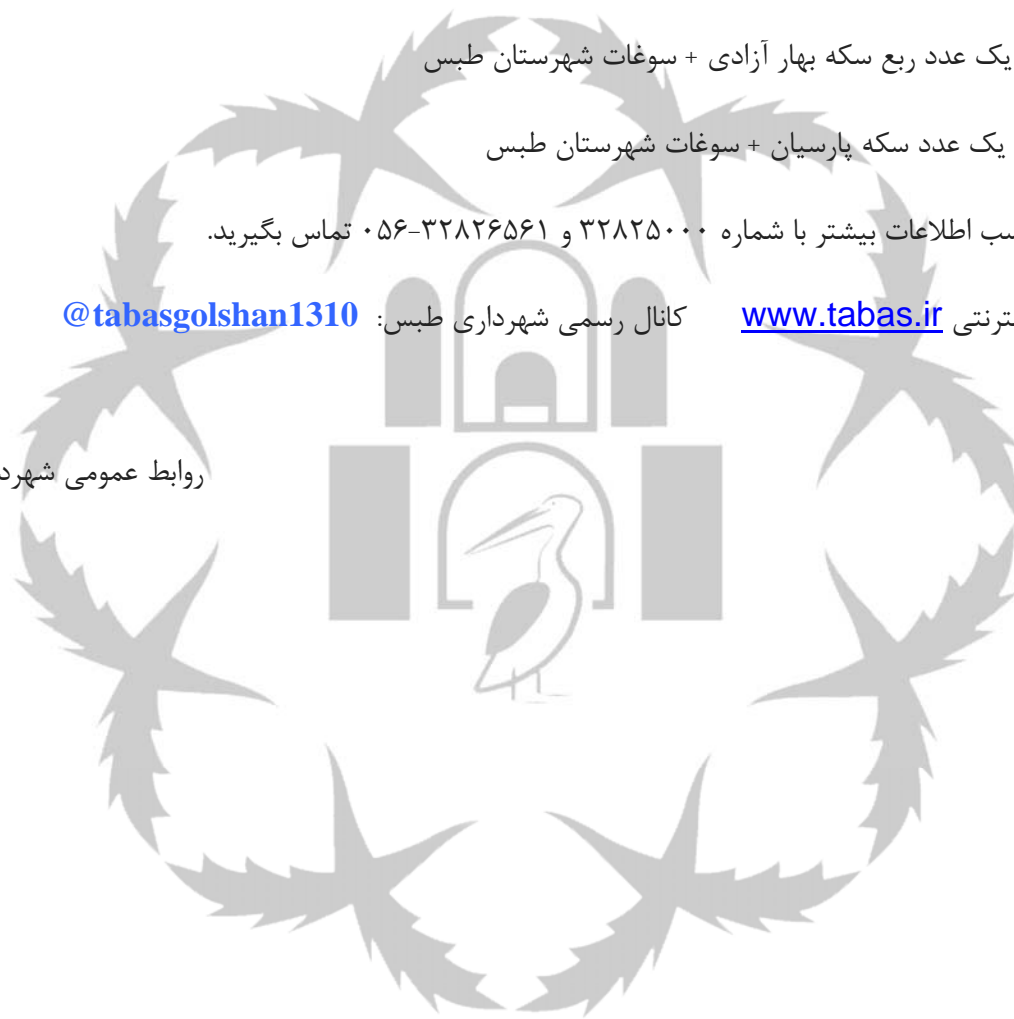 یک عدد ربع سکه بهار آزادی + سوغات شهرستان طبس
یک عدد سکه پارسیان + سوغات شهرستان طبس
اطلاعات بیشتر با شماره ۳۲۸۲۵۰۰۰ و ۳۲۸۲۶۵۶۱-۰۵۶ تماس بگیرید.
www.tabas.ir کانال رسمی شهرداری طبس: @tabasgolshan1310
روابط عمومی